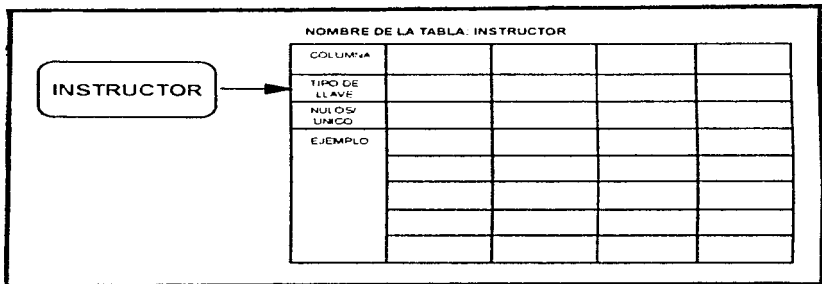 NOMBRE DE LA TABLA: INSTRUCTOR
INSTRUCTOR
COLUMNA
TIPO DE
LLAVE
NULOS/
UNICO
EJEMPLO